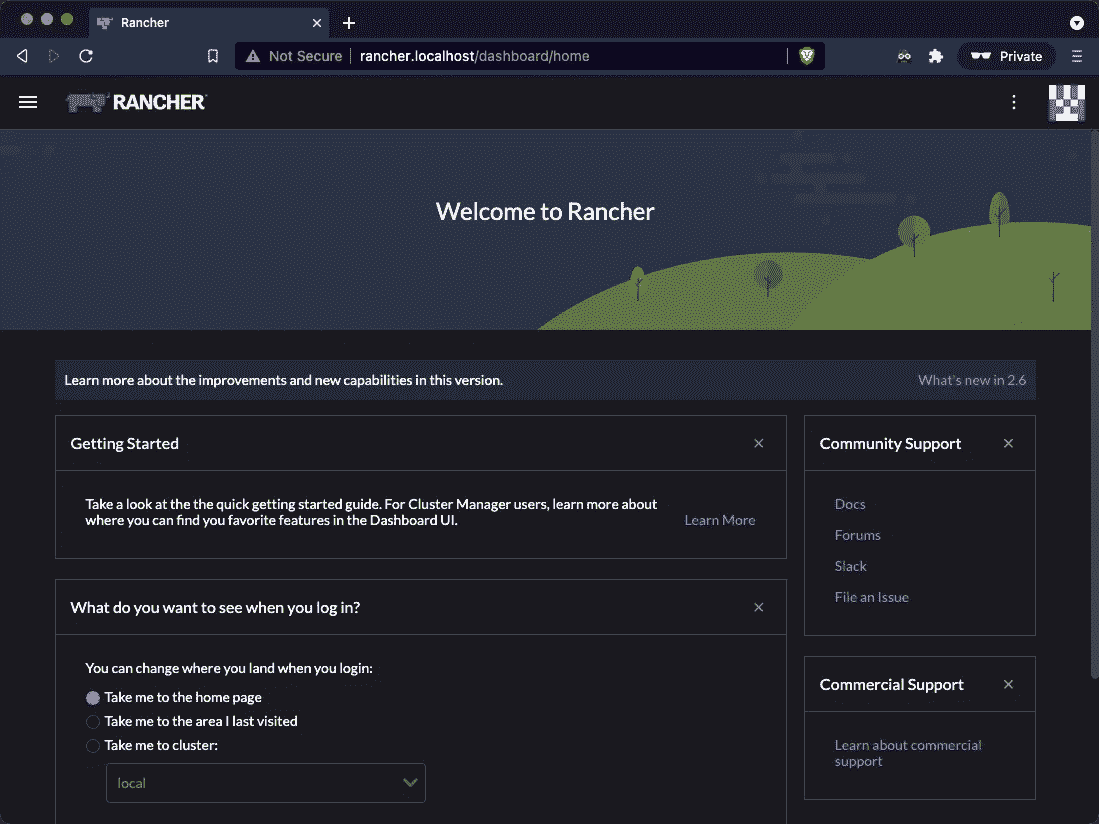 Rancher
Not Secure
rancher.localhost/dashboard/home
Private
RANCHER
Welcome to Rancher
Learn more about the improvements and new capabilities in this version.
What's new in 2.6
Getting Started
Take a look at the the quick getting started guide. For Cluster Manager users, learn more about
where you can find you favorite features in the Dashboard UI.
Learn More
What do you want to see when you log in?
You can change where you land when you login:
Take me to the home page
Take me to the area I last visited
Take me to cluster:
local
Community Support
Docs
Forums
Slack
File an Issue
Commercial Support
Learn about commercial
support